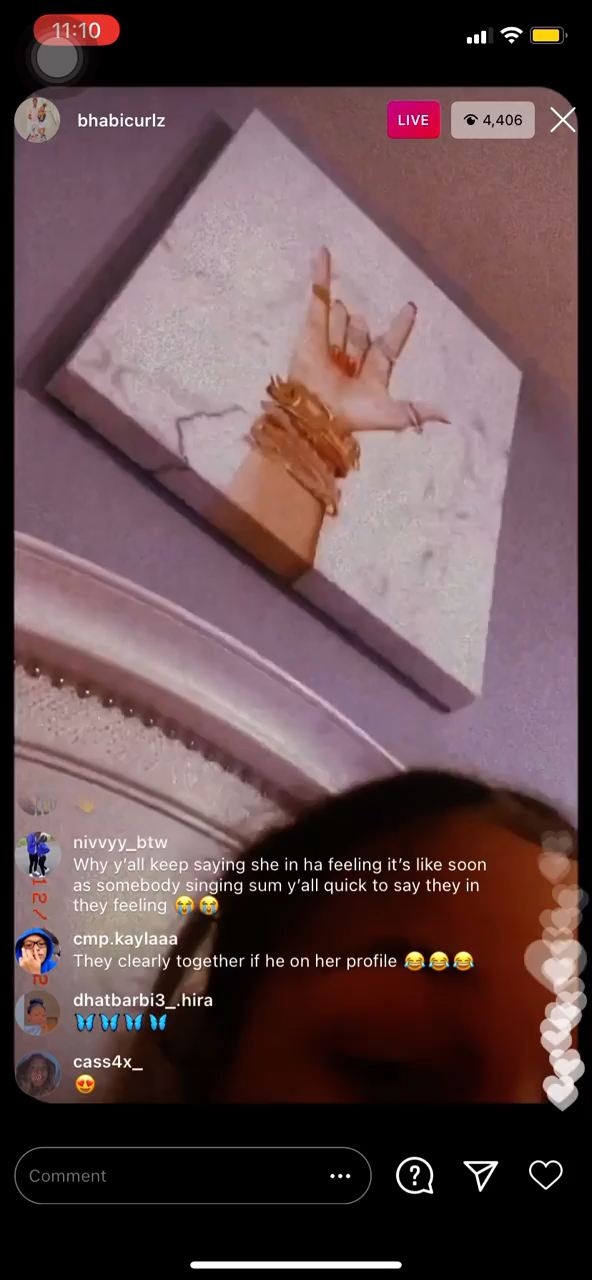 11:10
bhabicurlz
LIVE
4,406
nivvyy_btw
Why y'all keep saying she in ha feeling it's like soon
as somebody singing sum y'all quick to say they in
they feeling 😭😭
cmp.kaylaaa
They clearly together if he on her profile 😂😂😂
dhatbarbi3_.hira
🦋🦋🦋🦋
cass4x_
😍
Comment